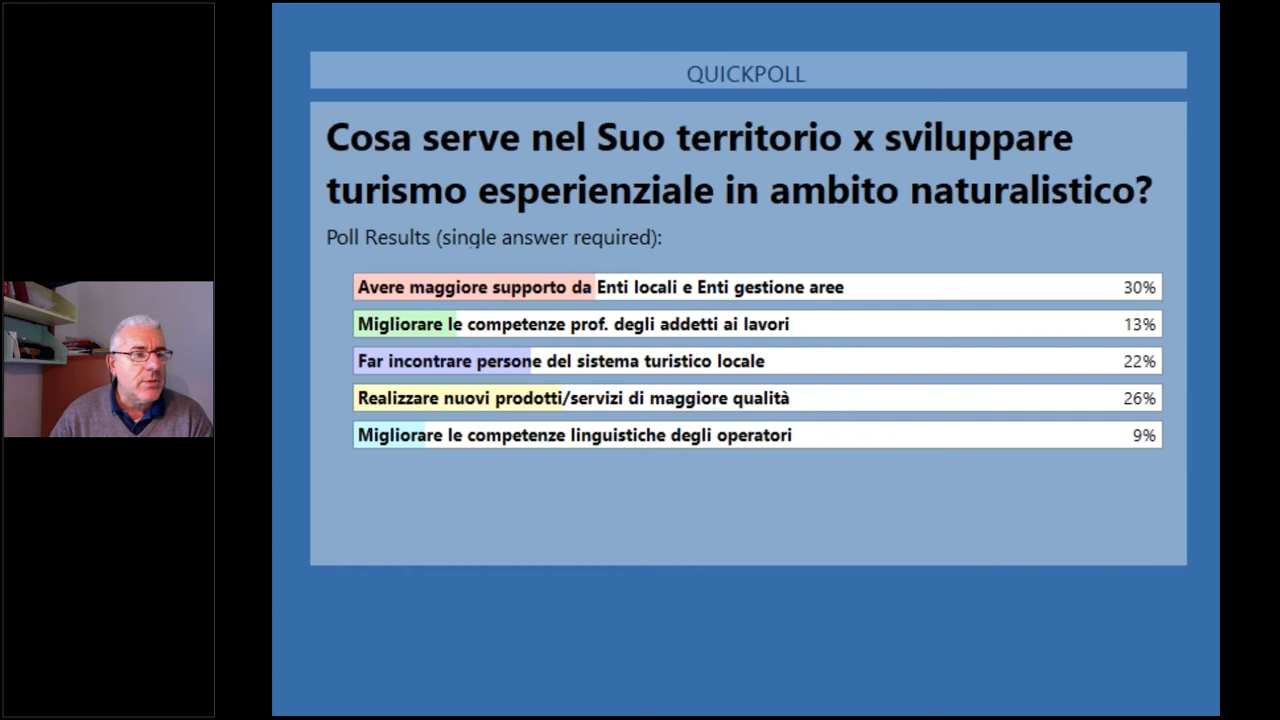 QUICKPOLL
Cosa serve nel Suo territorio x sviluppare
turismo esperienziale in ambito naturalistico?
Poll Results (single answer required):
Avere maggiore supporto da Enti locali e Enti gestione aree 30%
Migliorare le competenze prof. degli addetti ai lavori 13%
Far incontrare persone del sistema turistico locale 22%
Realizzare nuovi prodotti/servizi di maggiore qualità 26%
Migliorare le competenze linguistiche degli operatori 9%